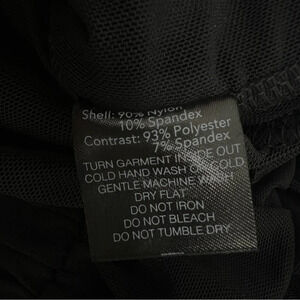 Shell: 90% Nylon
10% Spandex
Contrast: 93% Polyester
7% Spandex
TURN GARMENT INSIDE OUT
COLD HAND WASH OR COLD
GENTLE MACHINE WASH
DRY FLAT
DO NOT IRON
DO NOT BLEACH
DO NOT TUMBLE DRY